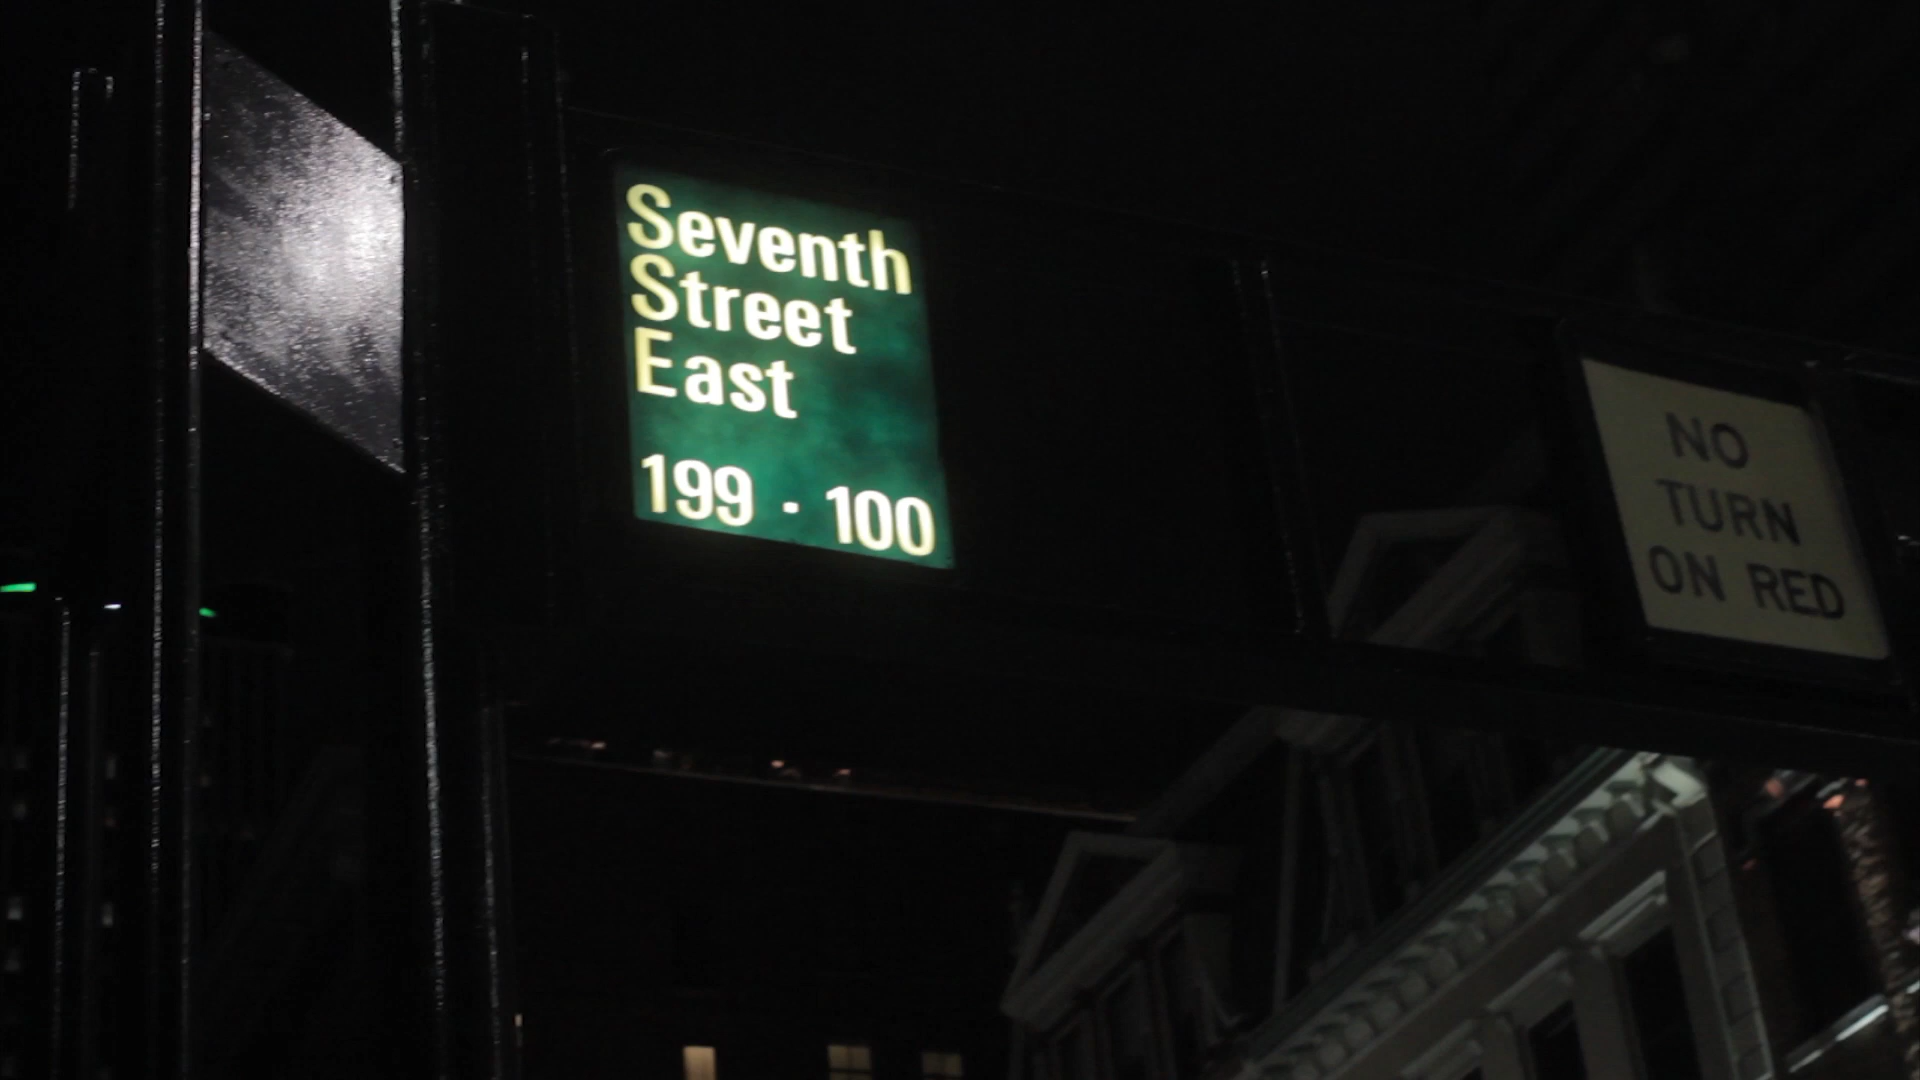 Seventh
Street
East
199 · 100
NO
TURN
ON RED